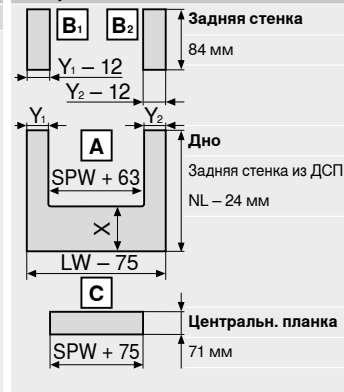 B₁
B₂
Задняя стенка
84 мм
Y₁ – 12
Y₂ – 12
Y₁
Y₂
A
Дно
SPW + 63
Задняя стенка из ДСП
NL – 24 мм
X
LW – 75
C
Центральн. планка
SPW + 75
71 мм